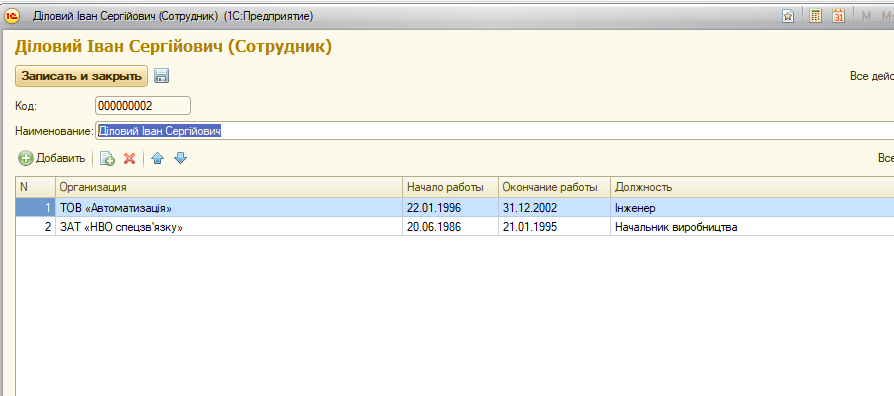 1С Діловий Іван Сергійович (Сотрудник) (1С:Предприятие) 31 M M+
Діловий Іван Сергійович (Сотрудник)
Записать и закрыть Все дейс
Код: 000000002
Наименование: Діловий Іван Сергійович
Добавить Все
N Организация Начало работы Окончание работы Должность
1 ТОВ «Автоматизація» 22.01.1996 31.12.2002 Інженер
2 ЗАТ «НВО спецзв'язку» 20.06.1986 21.01.1995 Начальник виробництва